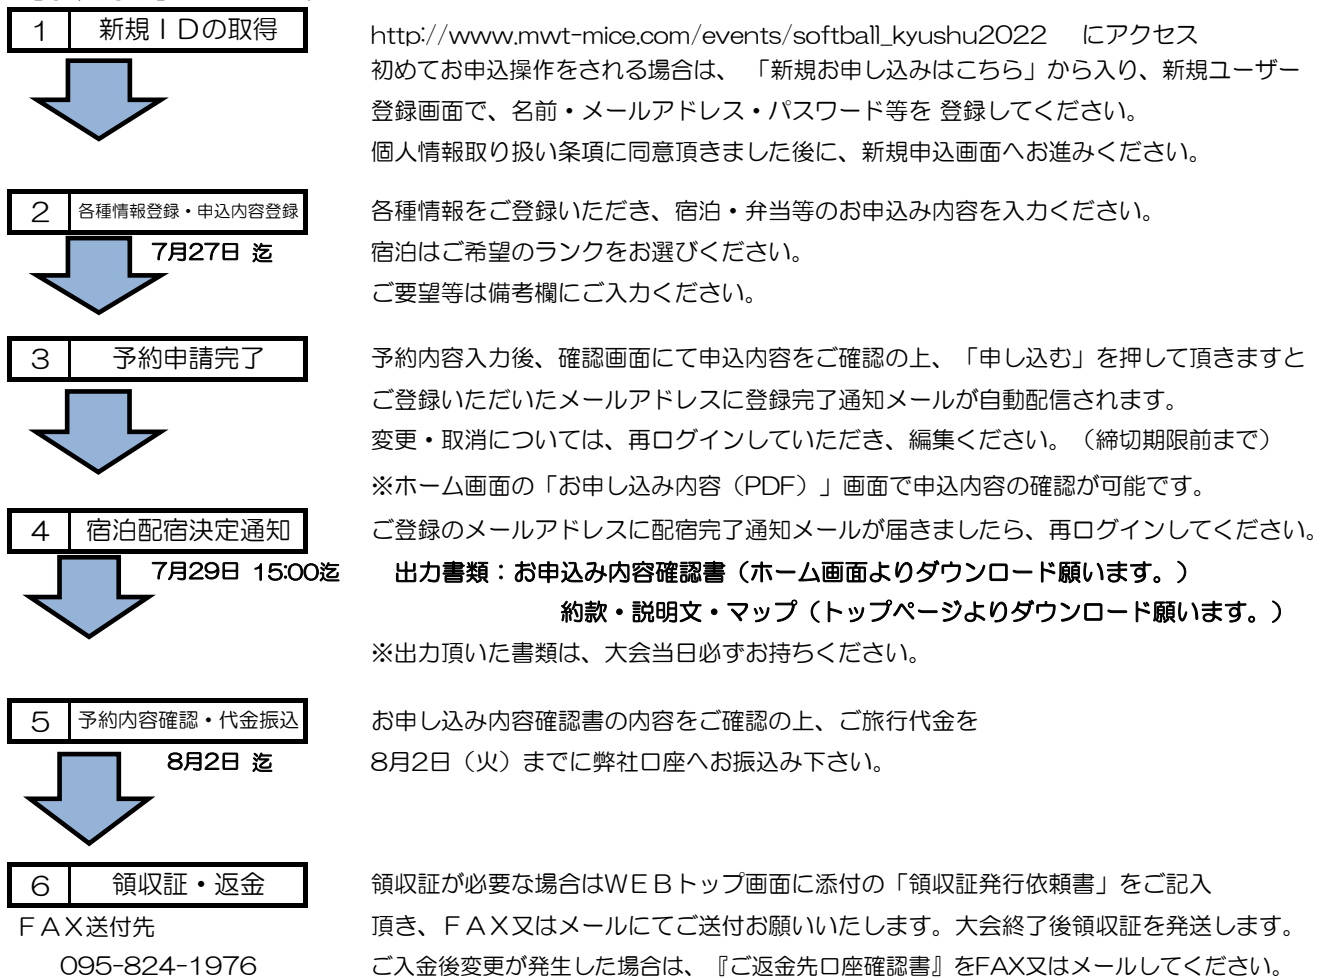 1 新規ＩＤの取得
http://www.mwt-mice.com/events/softball_kyushu2022　にアクセス
初めてお申込操作をされる場合は、「新規お申し込みはこちら」から入り、新規ユーザー
登録画面で、名前・メールアドレス・パスワード等を 登録してください。
個人情報取り扱い条項に同意頂きました後に、新規申込画面へお進みください。
2 各種情報登録・申込内容登録
各種情報をご登録いただき、宿泊・弁当等のお申込み内容を入力ください。
7月27日 迄
宿泊はご希望のランクをお選びください。
ご要望等は備考欄にご入力ください。
3 予約申請完了
予約内容入力後、確認画面にて申込内容をご確認の上、「申し込む」を押して頂きますと
ご登録いただいたメールアドレスに登録完了通知メールが自動配信されます。
変更・取消については、再ログインしていただき、編集ください。（締切期限前まで）
※ホーム画面の「お申し込み内容（PDF）」画面で申込内容の確認が可能です。
4 宿泊配宿決定通知
ご登録のメールアドレスに配宿完了通知メールが届きましたら、再ログインしてください。
7月29日 15:00迄
出力書類：お申込み内容確認書（ホーム画面よりダウンロード願います。）
約款・説明文・マップ（トップページよりダウンロード願います。）
※出力頂いた書類は、大会当日必ずお持ちください。
5 予約内容確認・代金振込
お申し込み内容確認書の内容をご確認の上、ご旅行代金を
8月2日 迄
8月2日（火）までに弊社口座へお振込み下さい。
6 領収証・返金
領収証が必要な場合はＷＥＢトップ画面に添付の「領収証発行依頼書」をご記入
ＦＡＸ送付先
頂き、ＦＡＸ又はメールにてご送付お願いいたします。大会終了後領収証を発送します。
095-824-1976
ご入金後変更が発生した場合は、『ご返金先口座確認書』をFAX又はメールしてください。